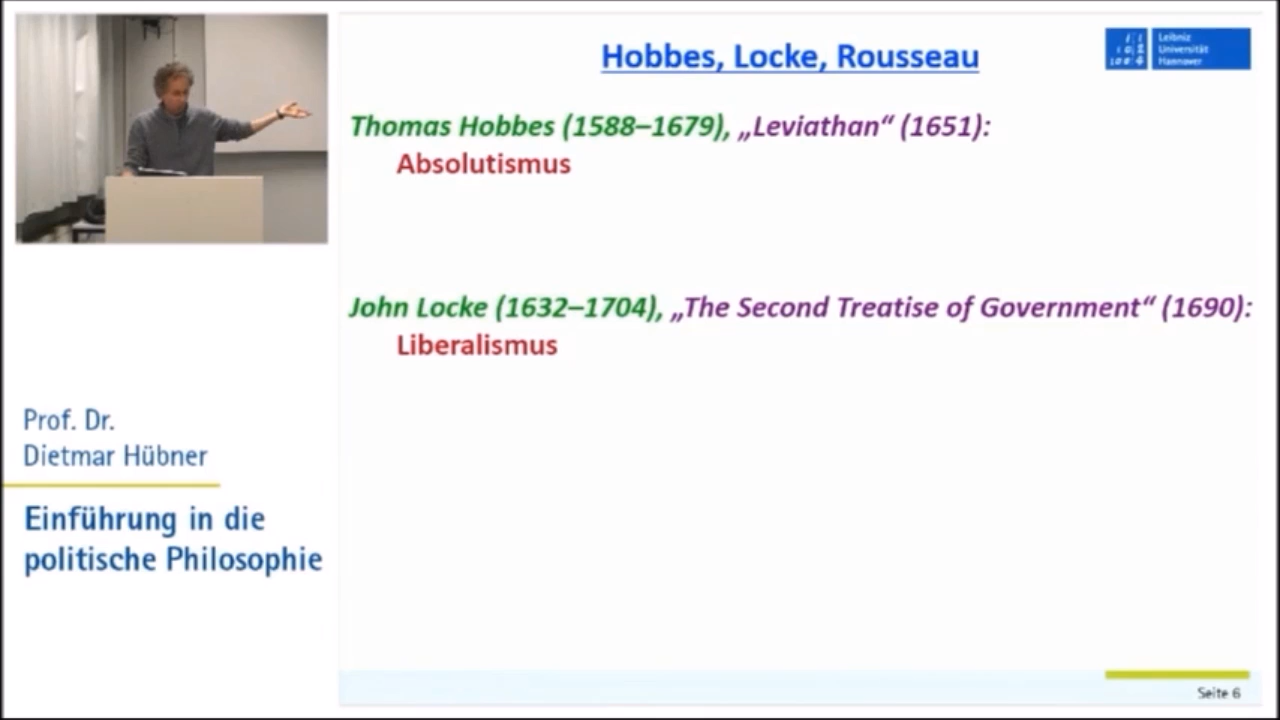 Hobbes, Locke, Rousseau
Leibniz
Universität
Hannover
Thomas Hobbes (1588–1679), „Leviathan“ (1651):
Absolutismus
John Locke (1632–1704), „The Second Treatise of Government“ (1690):
Liberalismus
Prof. Dr.
Dietmar Hübner
Einführung in die
politische Philosophie
Seite 6